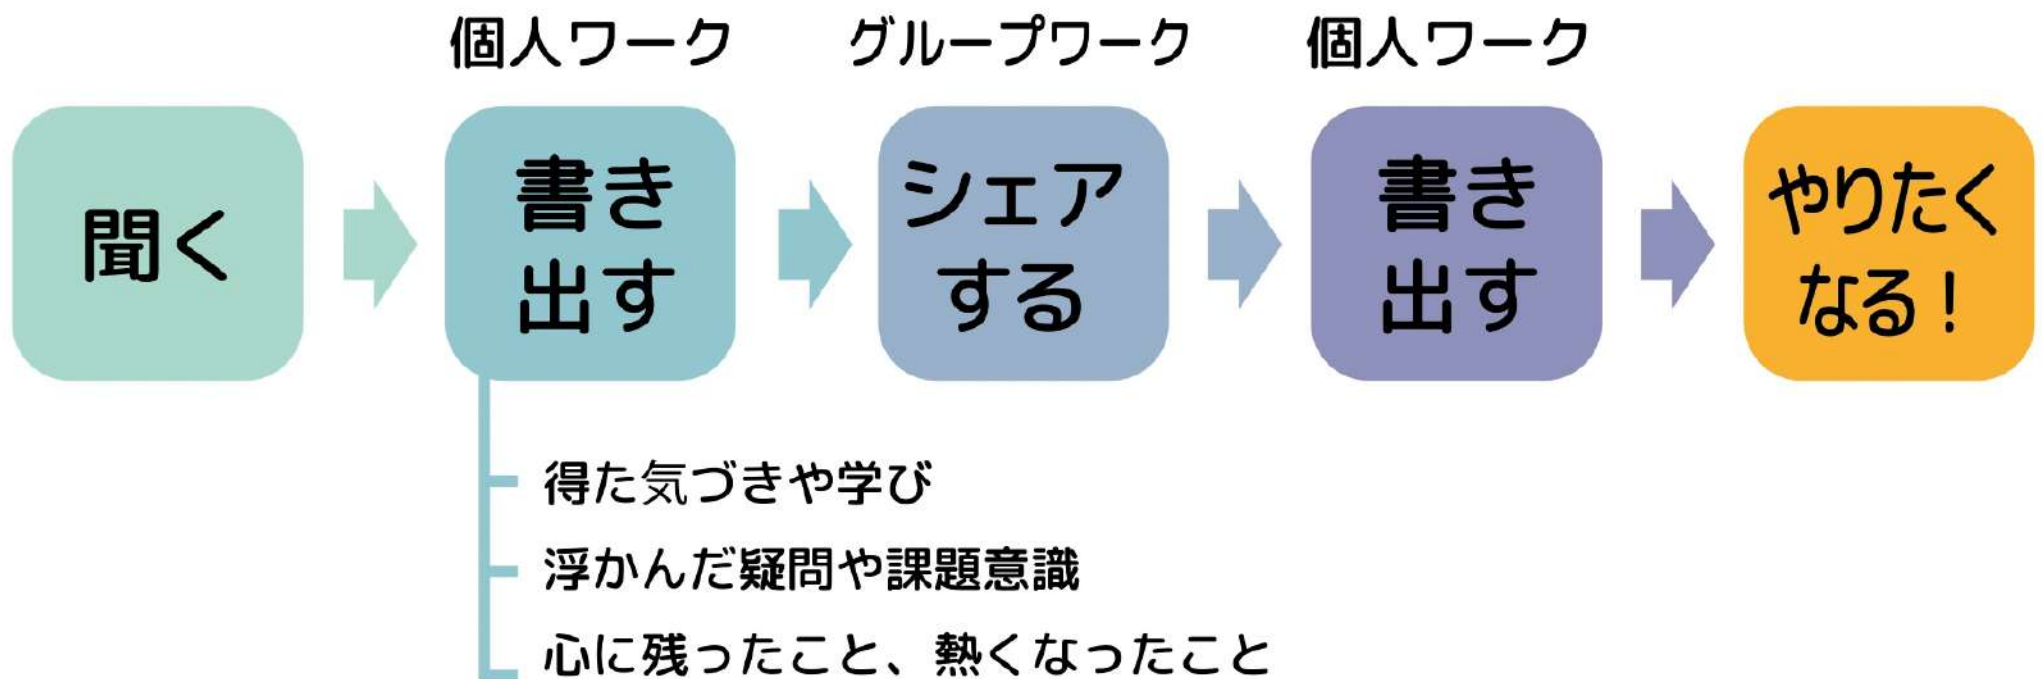 個人ワーク
グループワーク
個人ワーク
聞く
書き
出す
シェア
する
書き
出す
やりたく
なる！
得た気づきや学び
浮かんだ疑問や課題意識
心に残ったこと、熱くなったこと